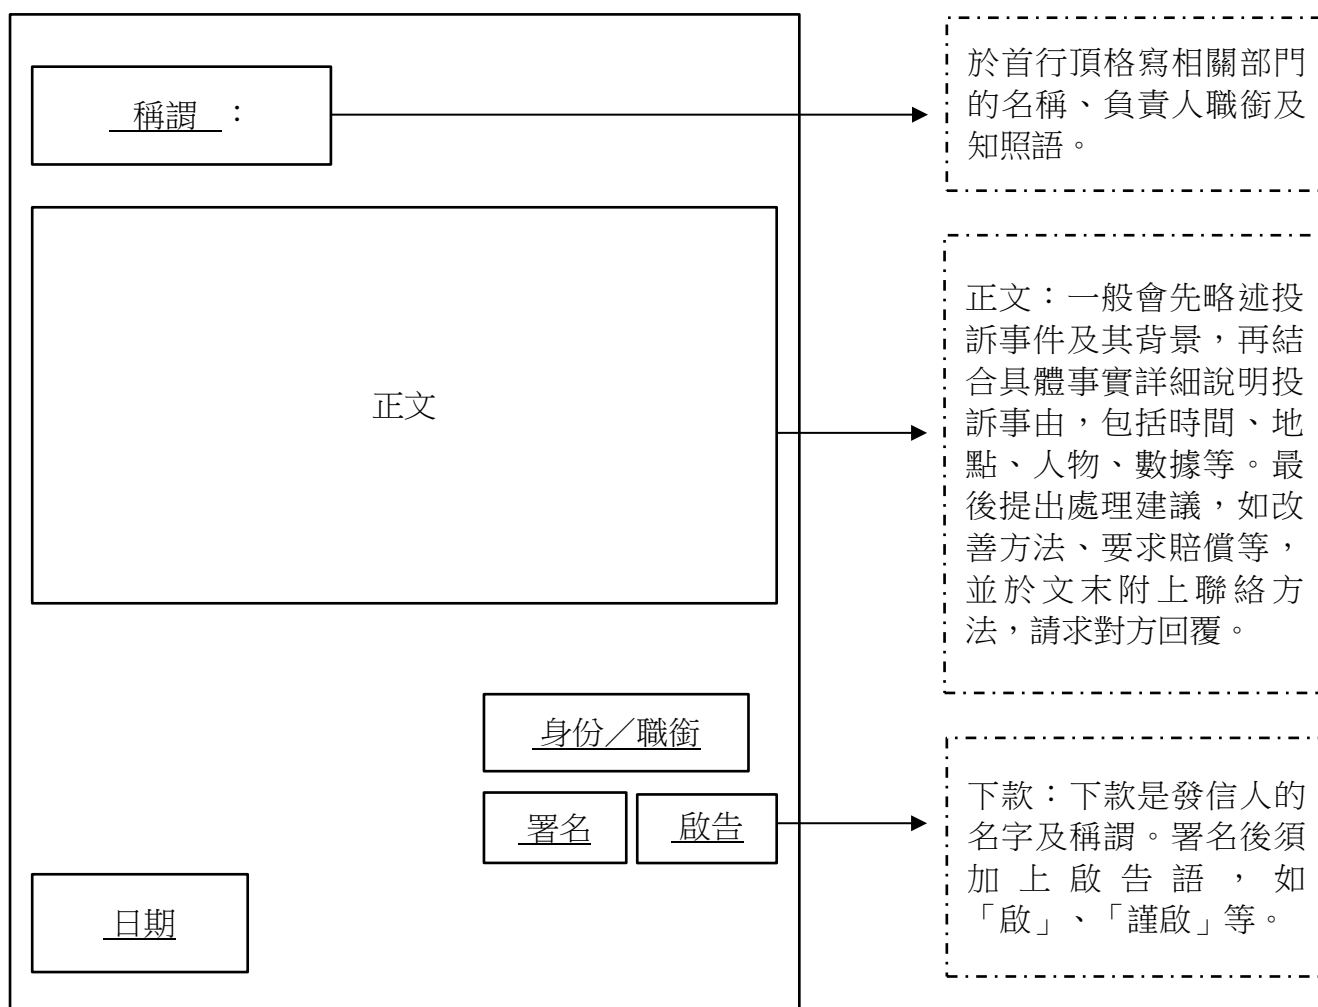 稱謂：
於首行頂格寫相關部門
的名稱、負責人職銜及
知照語。
正文
正文：一般會先略述投
訴事件及其背景，再結
合具體事實詳細說明投
訴事由，包括時間、地
點、人物、數據等。最
後提出處理建議，如改
善方法、要求賠償等，
並於文末附上聯絡方
法，請求對方回覆。
身份／職銜
署名 啟告
下款：下款是發信人的
名字及稱謂。署名後須
加上啟告語，如
「啟」、「謹啟」等。
日期